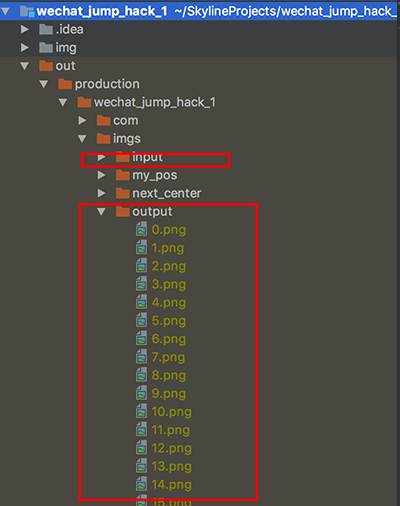 wechat_jump_hack_1 ~/SkylineProjects/wechat_jump_hack_
.idea
img
out
production
wechat_jump_hack_1
com
imgs
input
my_pos
next_center
output
0.png
1.png
2.png
3.png
4.png
5.png
6.png
7.png
8.png
9.png
10.png
11.png
12.png
13.png
14.png
15.png